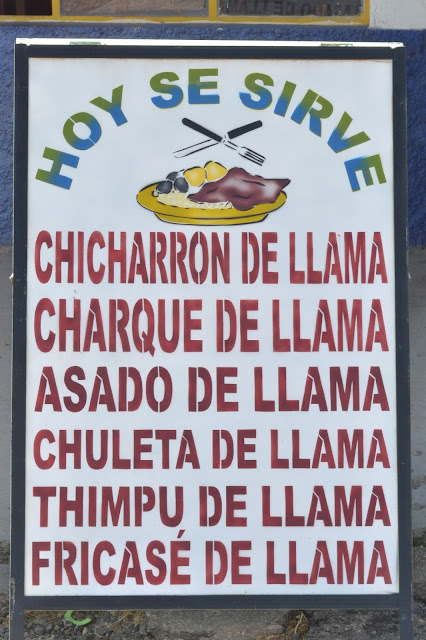 HOY SE SIRVE
CHICHARRON DE LLAMA
CHARQUE DE LLAMA
ASADO DE LLAMA
CHULETA DE LLAMA
THIMPU DE LLAMA
FRICASÉ DE LLAMA